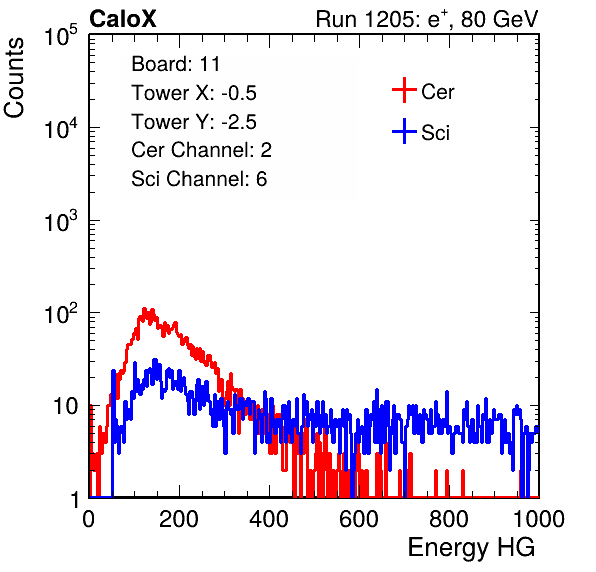 CaloX Run 1205: e⁺, 80 GeV
Counts
10⁵
10⁴
10³
10²
10
1
Board: 11
Tower X: -0.5
Tower Y: -2.5
Cer Channel: 2
Sci Channel: 6
Cer
Sci
0 200 400 600 800 1000
Energy HG